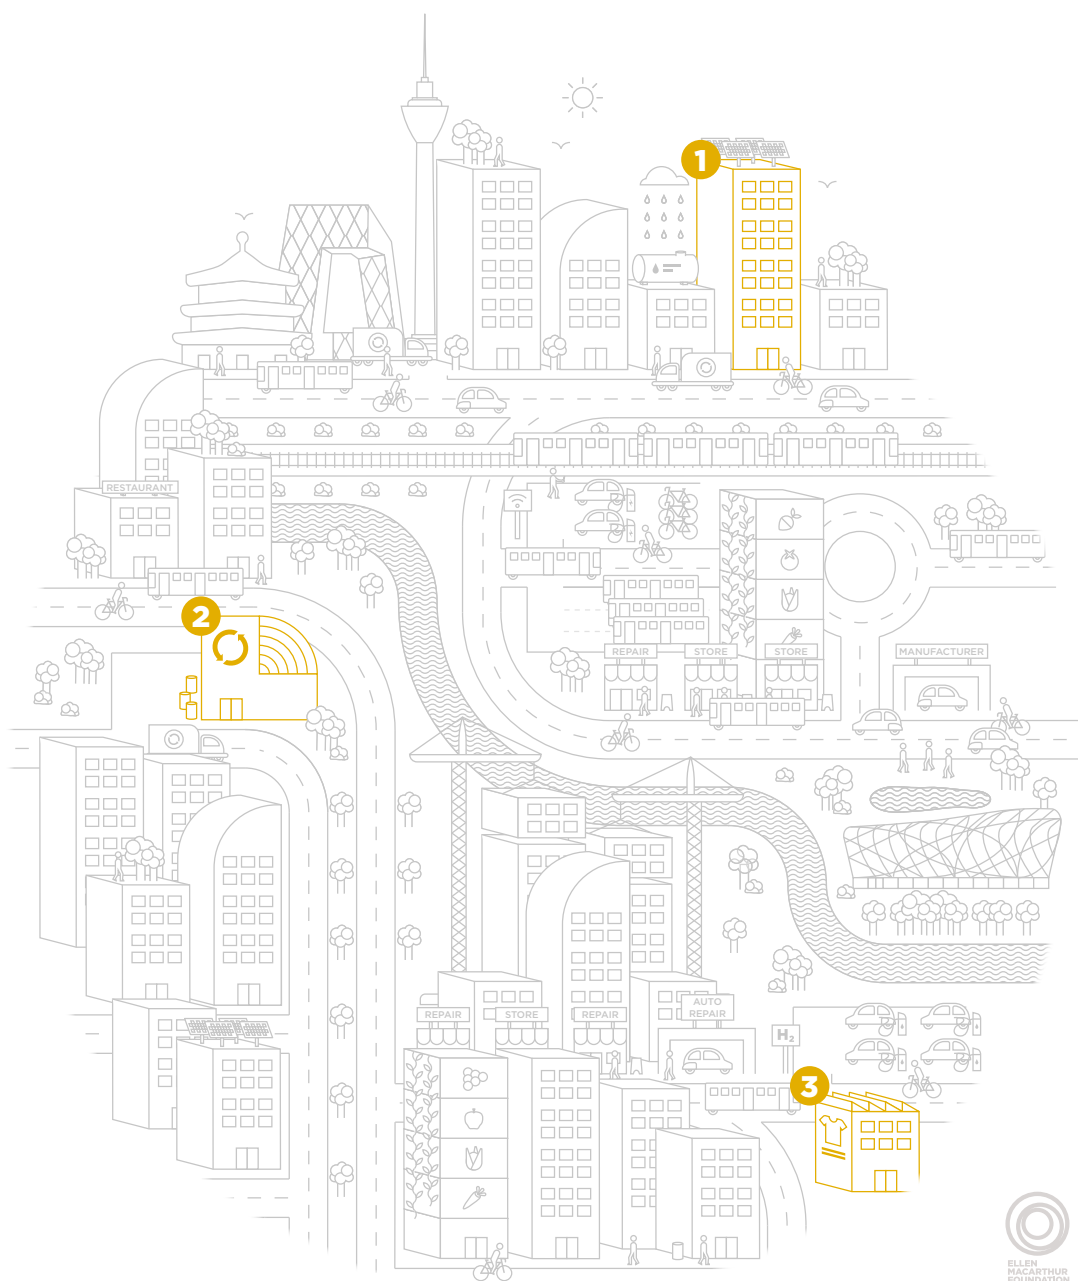 1
RESTAURANT
2
REPAIR
STORE
STORE
MANUFACTURER
REPAIR
STORE
REPAIR
AUTO
REPAIR
H₂
3
ELLEN
MACARTHUR
FOUNDATION